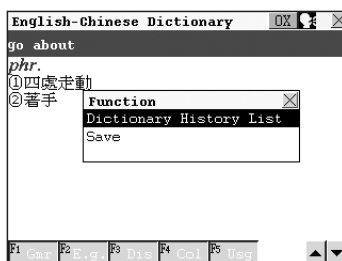 English-Chinese Dictionary OX
go about
phr.
①四處走動
②著手
Function
Dictionary History List
Save
F1 Gmr F2 E.g. F3 Dis F4 Col F5 Usg